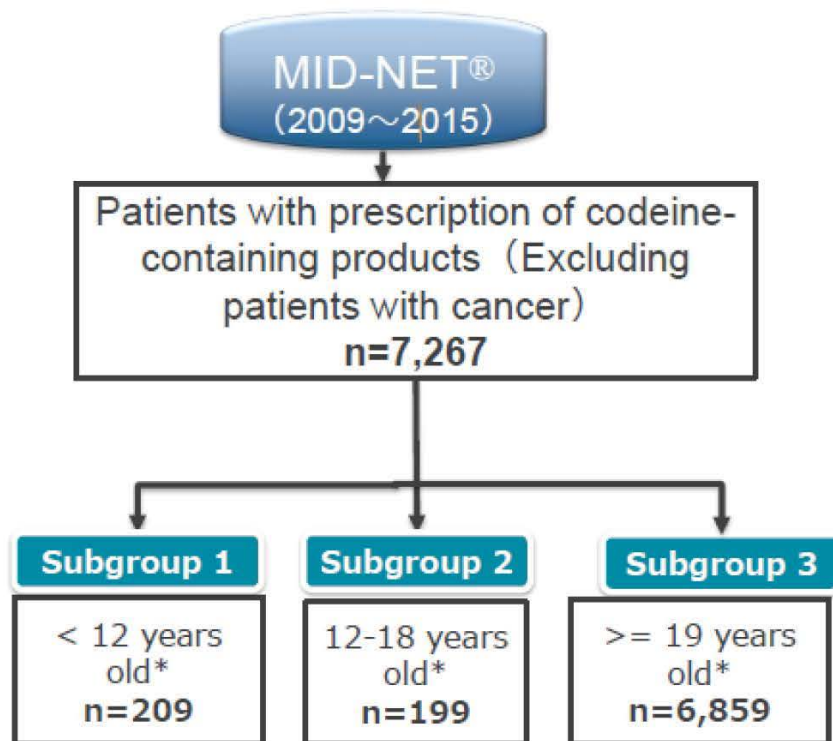 MID-NET®
（2009～2015）
Patients with prescription of codeine-
containing products（Excluding
patients with cancer）
n=7,267
Subgroup 1
< 12 years
old*
n=209
Subgroup 2
12-18 years
old*
n=199
Subgroup 3
>= 19 years
old*
n=6,859